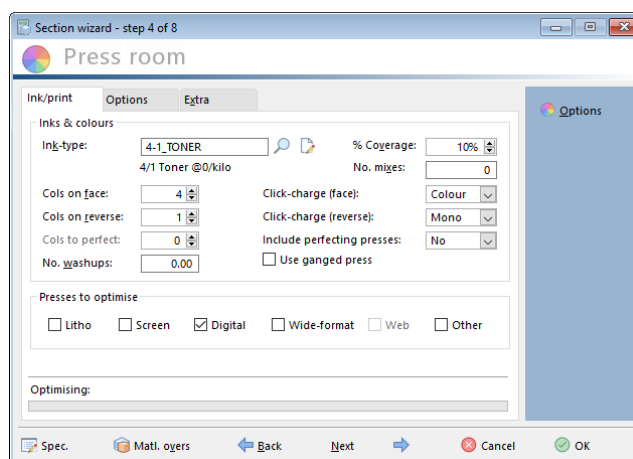 Section wizard - step 4 of 8
Press room
Ink/print Options Extra
Options
Inks & colours
Ink-type: 4-1_TONER % Coverage: 10%
4/1 Toner @0/kilo No. mixes: 0
Cols on face: 4 Click-charge (face): Colour
Cols on reverse: 1 Click-charge (reverse): Mono
Cols to perfect: 0 Include perfecting presses: No
No. washups: 0.00 Use ganged press
Presses to optimise
Litho Screen Digital Wide-format Web Other
Optimising:
Spec. Matl. overs Back Next Cancel OK